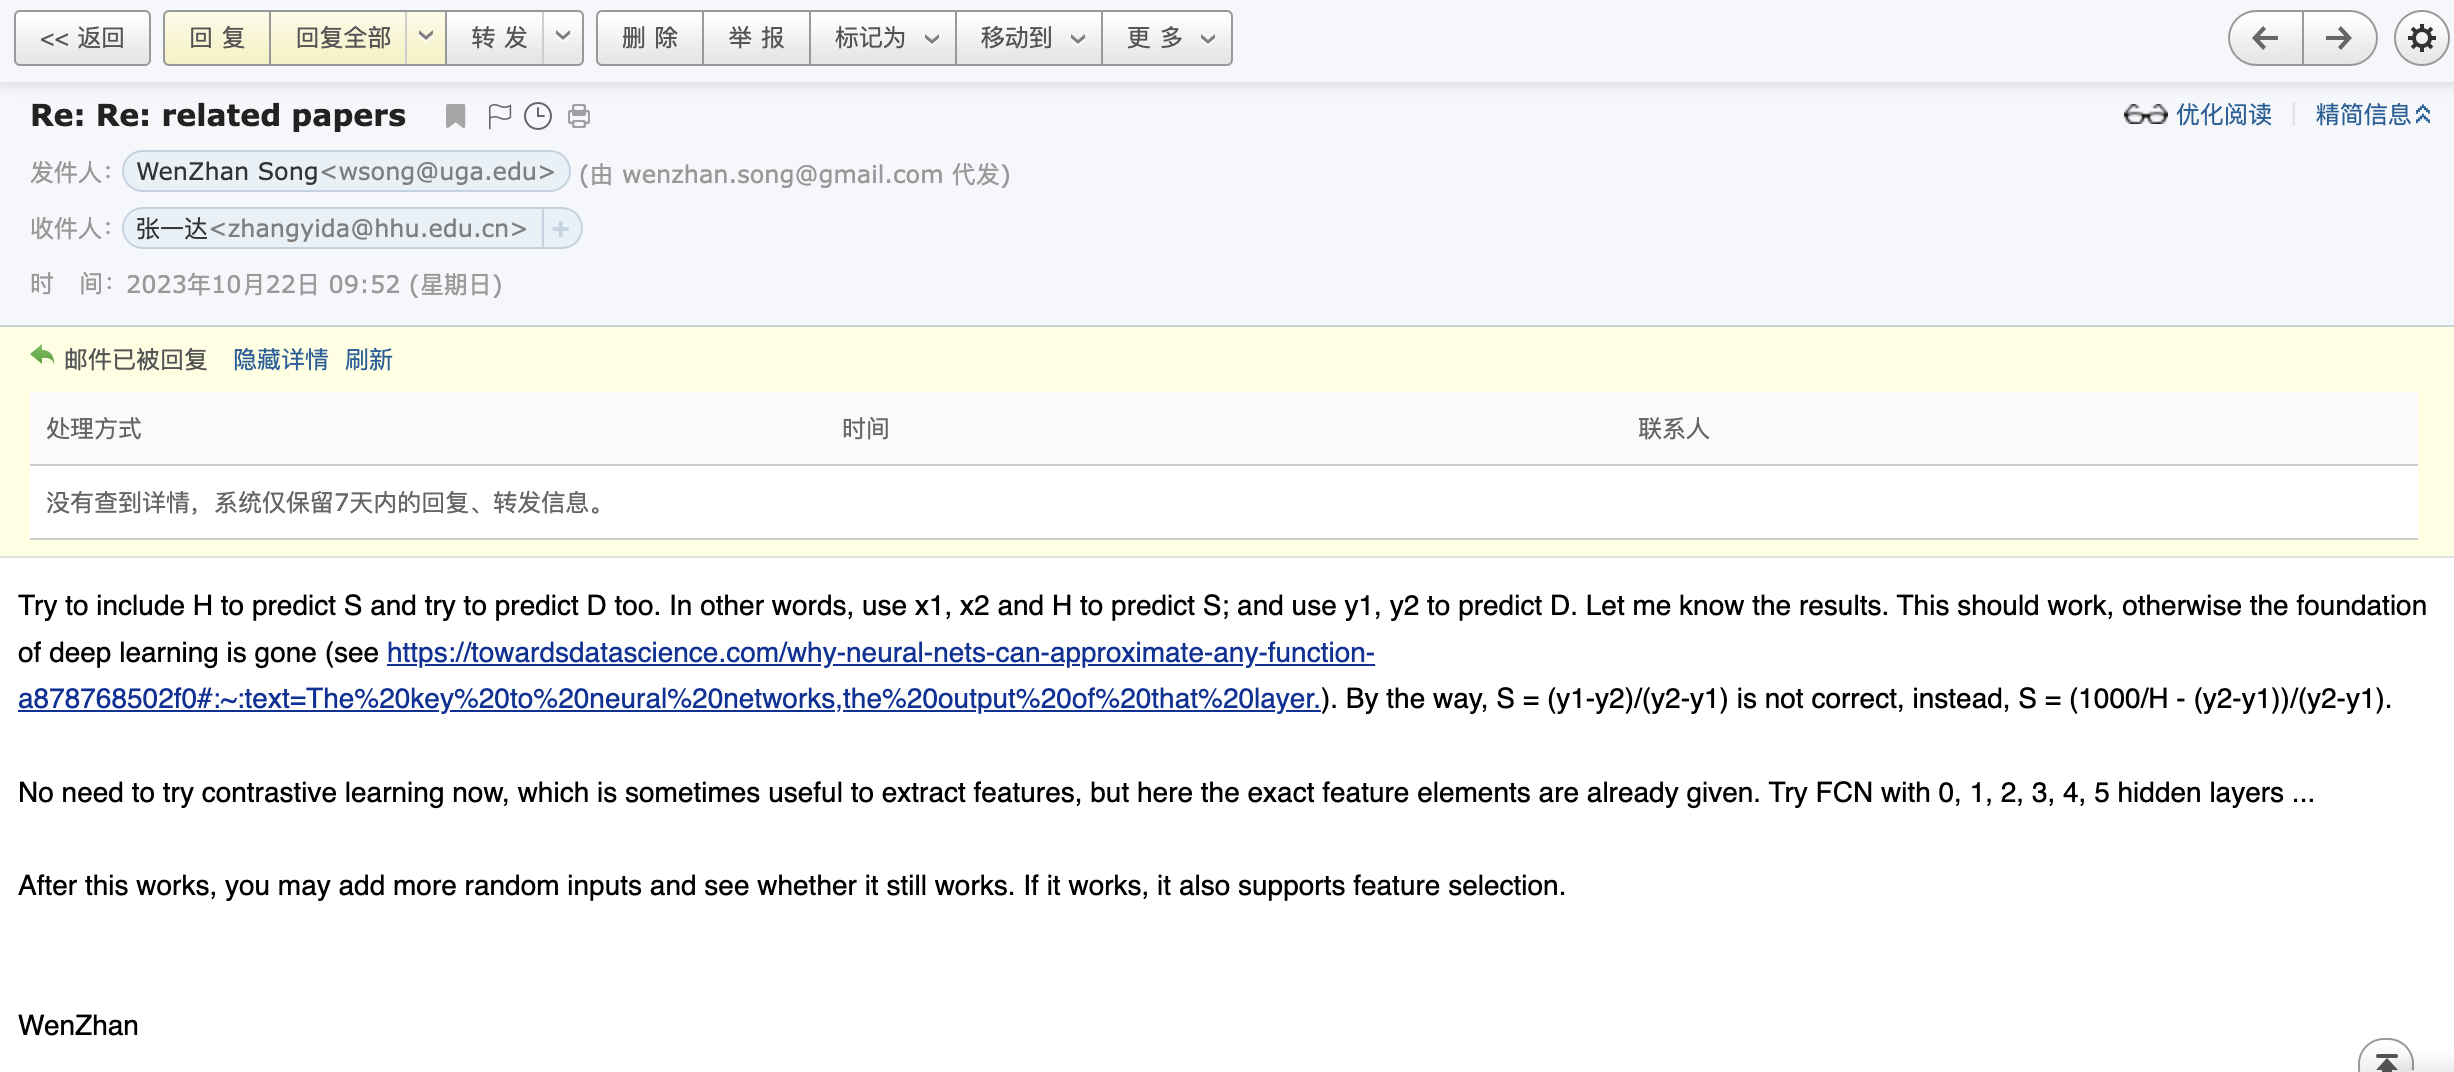 << 返回 回 复 回复全部 转 发 删 除 举 报 标记为 移动到 更 多
Re: Re: related papers 优化阅读 精简信息
发件人: WenZhan Song<wsong@uga.edu> (由 wenzhan.song@gmail.com 代发)
收件人: 张一达<zhangyida@hhu.edu.cn> +
时 间: 2023年10月22日 09:52 (星期日)
邮件已被回复 隐藏详情 刷新
处理方式 时间 联系人
没有查到详情，系统仅保留7天内的回复、转发信息。
Try to include H to predict S and try to predict D too. In other words, use x1, x2 and H to predict S; and use y1, y2 to predict D. Let me know the results. This should work, otherwise the foundation
of deep learning is gone (see https://towardsdatascience.com/why-neural-nets-can-approximate-any-function-
a878768502f0#:~:text=The%20key%20to%20neural%20networks,the%20output%20of%20that%20layer.). By the way, S = (y1-y2)/(y2-y1) is not correct, instead, S = (1000/H - (y2-y1))/(y2-y1).
No need to try contrastive learning now, which is sometimes useful to extract features, but here the exact feature elements are already given. Try FCN with 0, 1, 2, 3, 4, 5 hidden layers ...
After this works, you may add more random inputs and see whether it still works. If it works, it also supports feature selection.
WenZhan